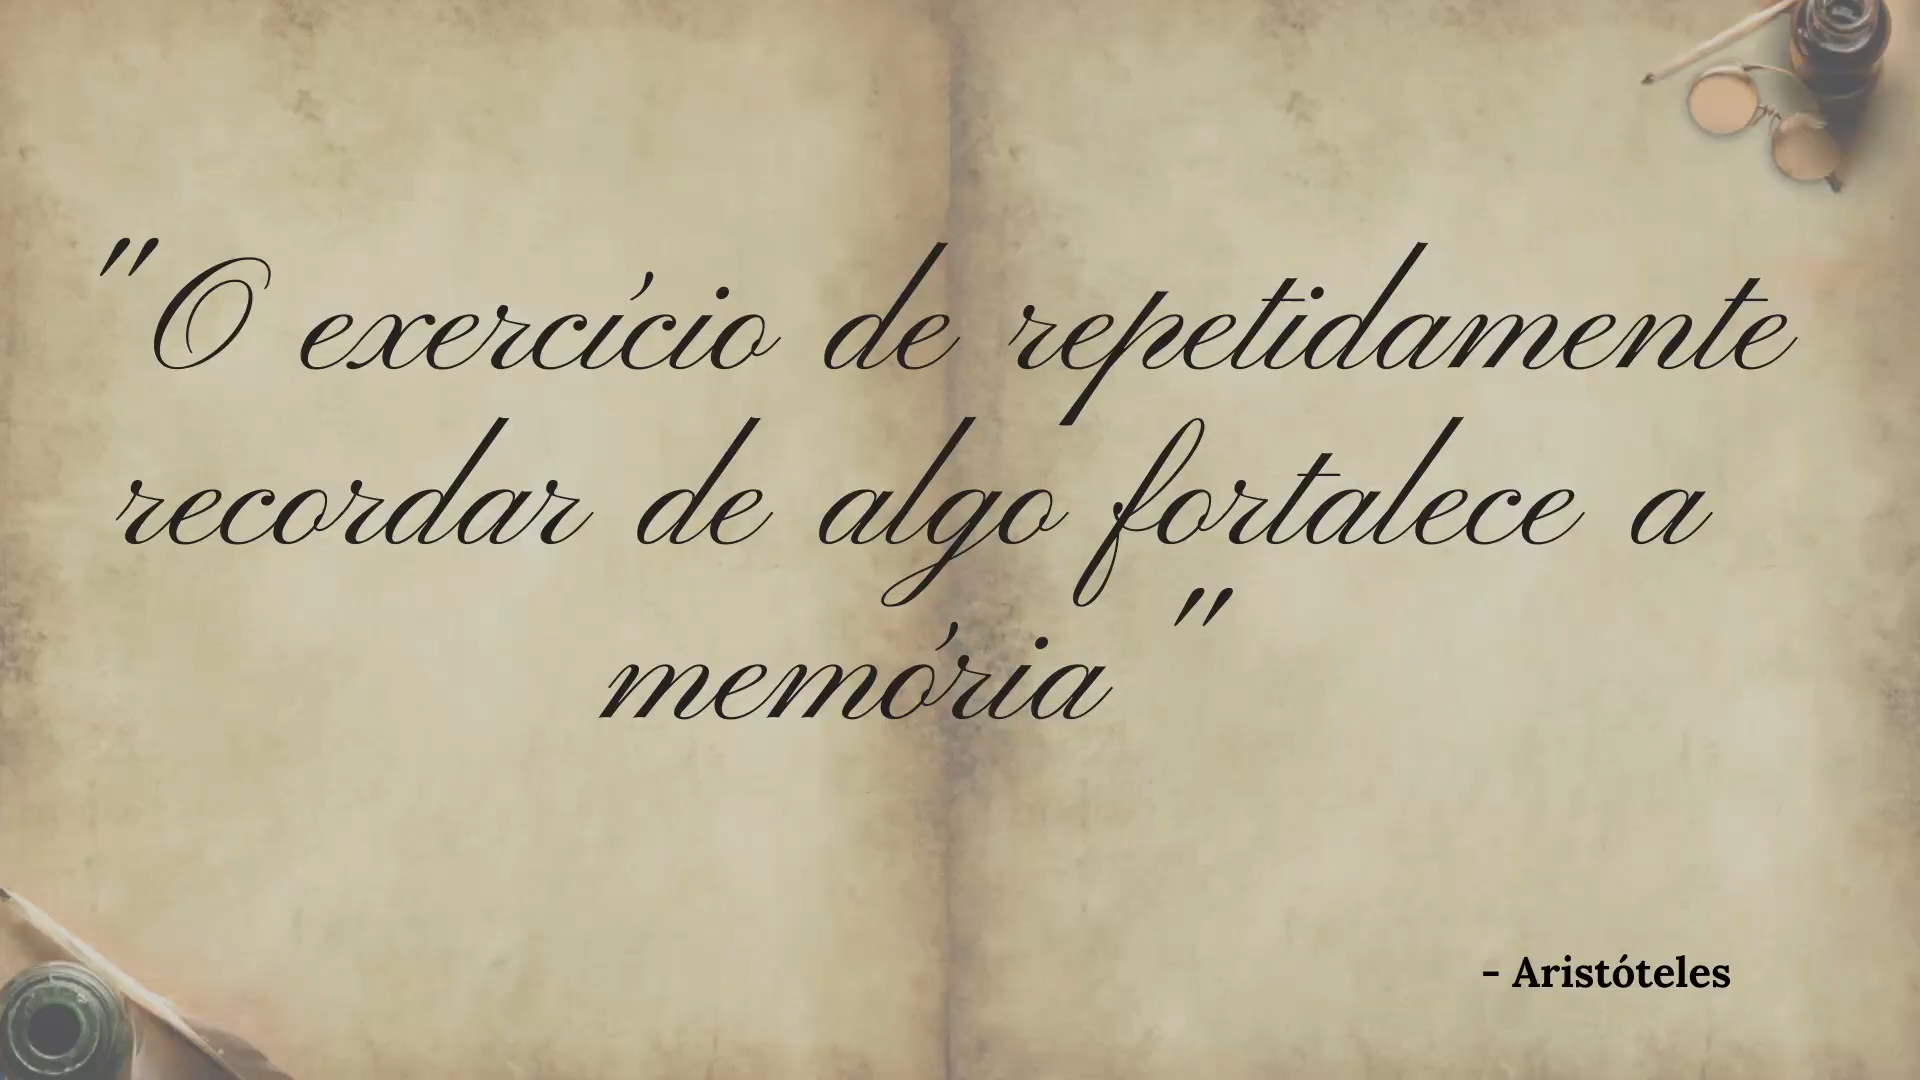 "O exercício de repetidamente
recordar de algo fortalece a
memória "
- Aristóteles